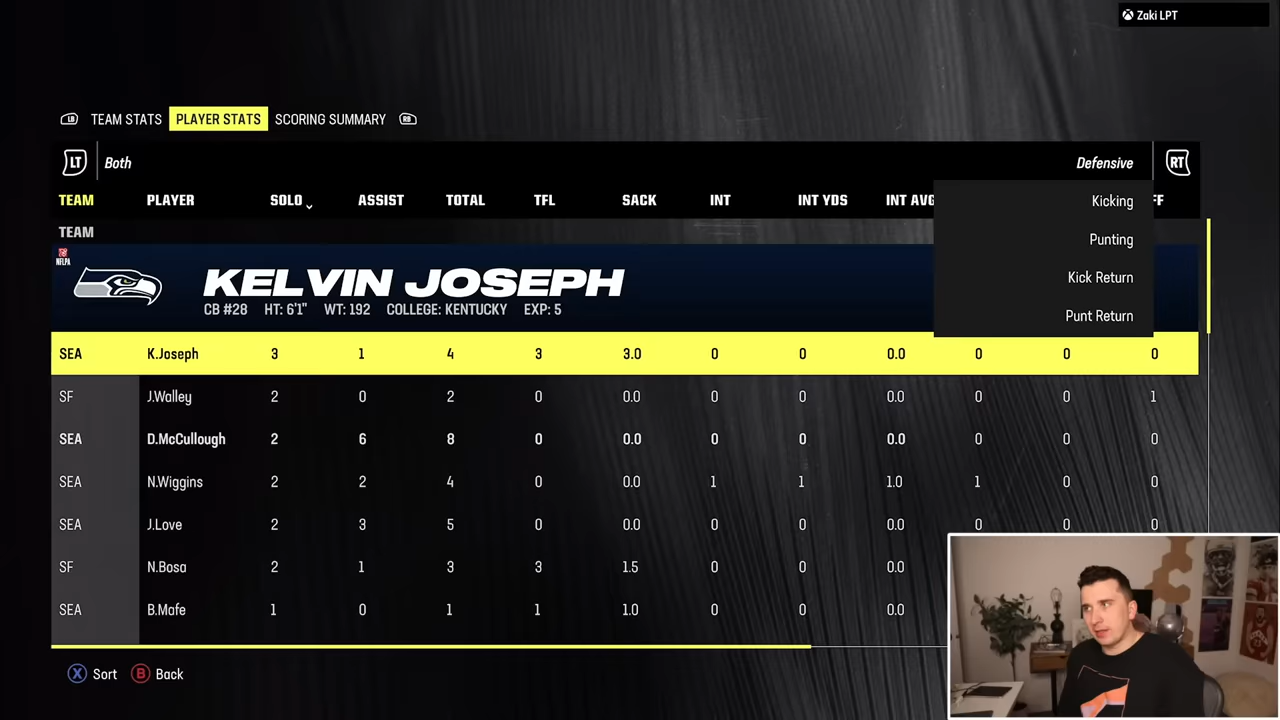 Zaki LPT
LB TEAM STATS PLAYER STATS SCORING SUMMARY RB
LT Both Defensive RT
TEAM PLAYER SOLO ASSIST TOTAL TFL SACK INT INT YDS INT AVG FF
Kicking
TEAM
Punting
NFLPA
KELVIN JOSEPH
Kick Return
CB #28 HT: 6'1" WT: 192 COLLEGE: KENTUCKY EXP: 5
Punt Return
SEA K.Joseph 3 1 4 3 3.0 0 0 0.0 0 0 0
SF J.Walley 2 0 2 0 0.0 0 0 0.0 0 0 1
SEA D.McCullough 2 6 8 0 0.0 0 0 0.0 0 0 0
SEA N.Wiggins 2 2 4 0 0.0 1 1 1.0 1 0 0
SEA J.Love 2 3 5 0 0.0 0 0 0.0 0 0 0
SF N.Bosa 2 1 3 3 1.5 0 0 0.0
SEA B.Mafe 1 0 1 1 1.0 0 0 0.0
X Sort B Back